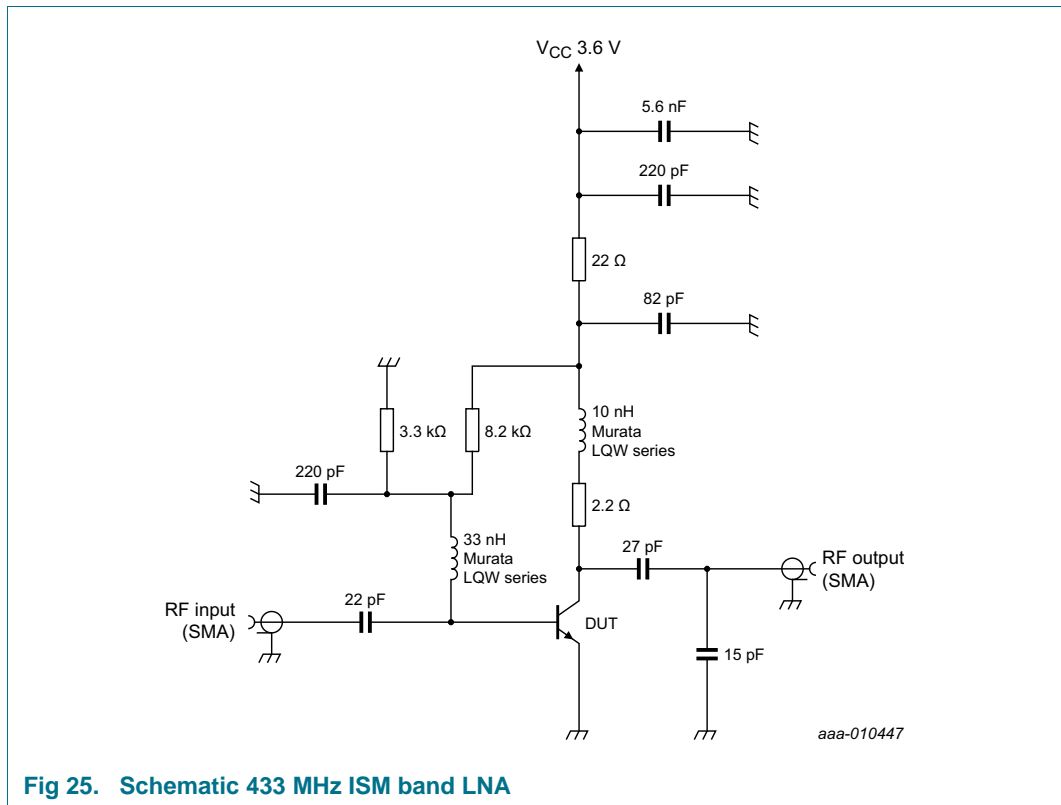 VCC 3.6 V
5.6 nF
220 pF
22 Ω
82 pF
10 nH
Murata
LQW series
3.3 kΩ
8.2 kΩ
220 pF
2.2 Ω
33 nH
Murata
LQW series
27 pF
RF output
(SMA)
22 pF
RF input
(SMA)
DUT
15 pF
aaa-010447
Fig 25. Schematic 433 MHz ISM band LNA